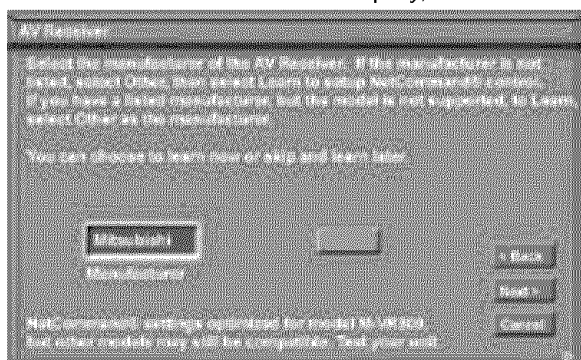 AV Receiver
Select the manufacturer of the AV Receiver. If the manufacturer is not
listed, select Other, then select Learn to setup NetCommand® control.
If you have a listed manufacturer, but the model is not supported, to Learn,
select Other as the manufacturer.
You can choose to learn now or skip and learn later.
Mitsubishi
Manufacturer
< Back
Next >
NetCommand® settings optimized for model M-VR900,
but other models may still be compatible. Test your unit.
Cancel